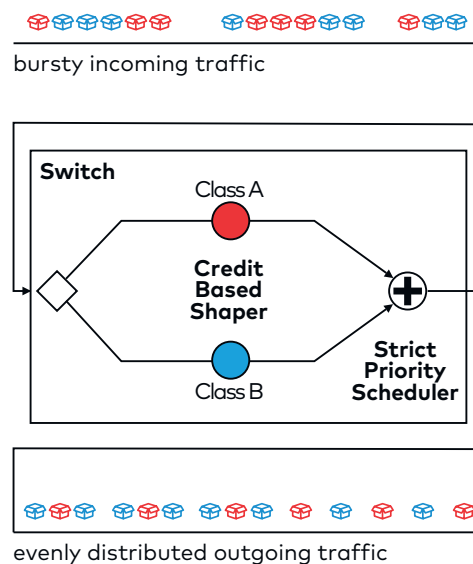 bursty incoming traffic
Switch
Class A
Credit
Based
Shaper
Class B
Strict
Priority
Scheduler
evenly distributed outgoing traffic